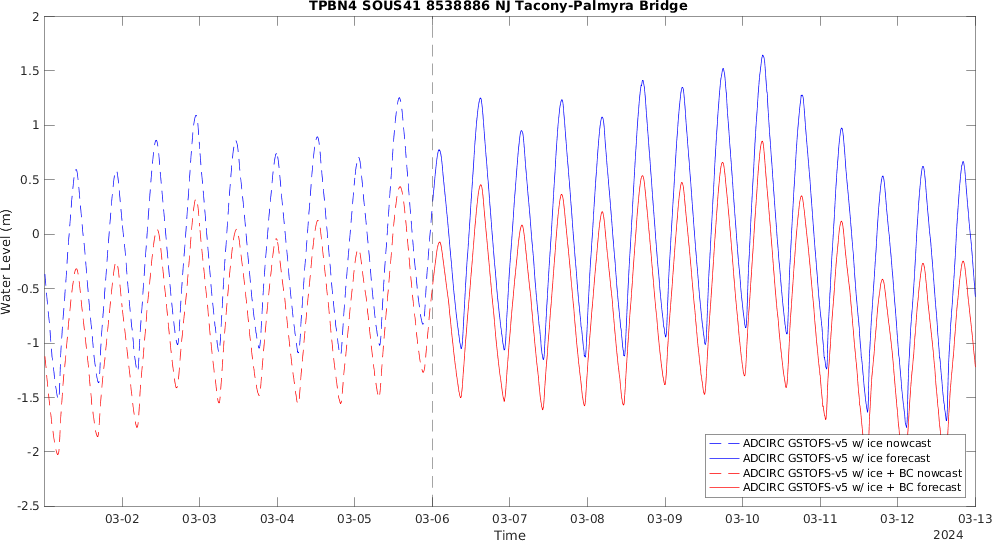 TPBN4 SOUS41 8538886 NJ Tacony-Palmyra Bridge
2
1.5
1
0.5
0
-0.5
-1
-1.5
-2
-2.5
Water Level (m)
ADCIRC GSTOFS-v5 w/ ice nowcast
ADCIRC GSTOFS-v5 w/ ice forecast
ADCIRC GSTOFS-v5 w/ ice + BC nowcast
ADCIRC GSTOFS-v5 w/ ice + BC forecast
03-02 03-03 03-04 03-05 03-06 03-07 03-08 03-09 03-10 03-11 03-12 03-13
Time
2024